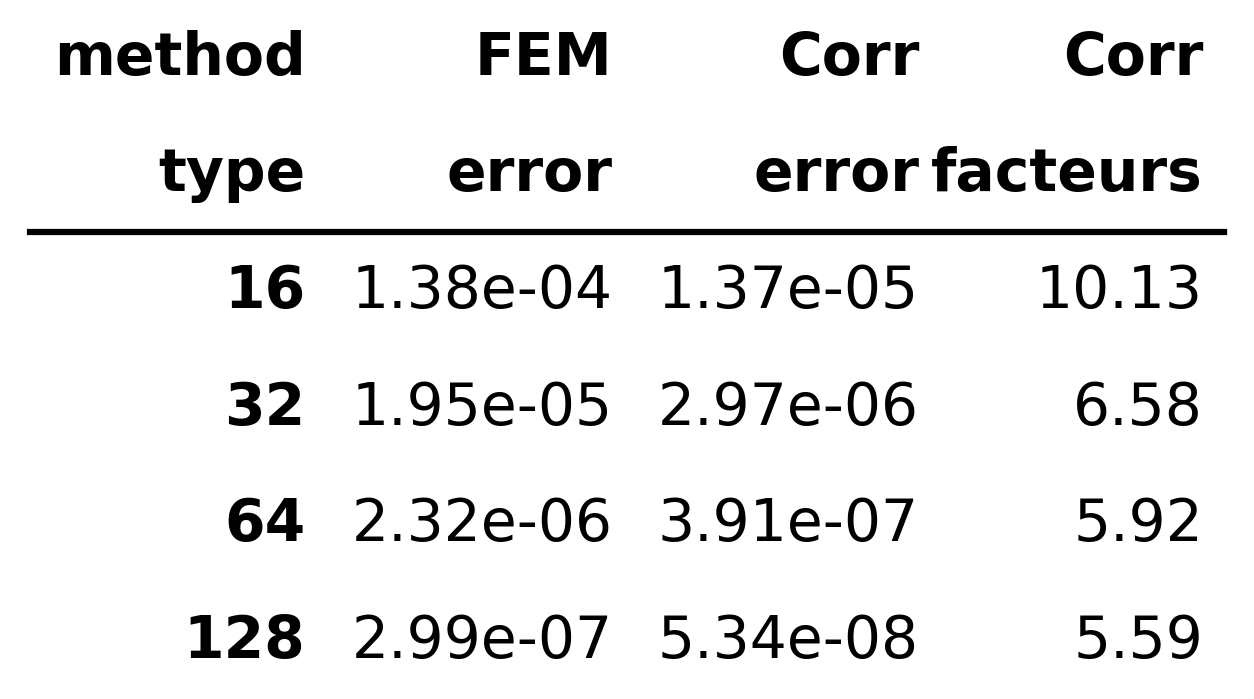 method FEM Corr Corr
type error error facteurs
16 1.38e-04 1.37e-05 10.13
32 1.95e-05 2.97e-06 6.58
64 2.32e-06 3.91e-07 5.92
128 2.99e-07 5.34e-08 5.59